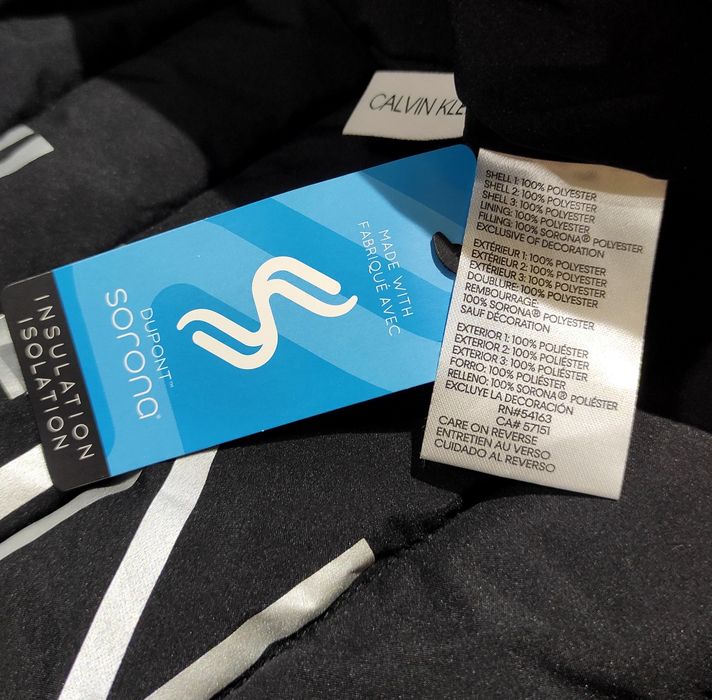 CALVIN KLE
MADE WITH
FABRIQUÉ AVEC
DUPONT™
sorona®
INSULATION
ISOLATION
SHELL 1: 100% POLYESTER
SHELL 2: 100% POLYESTER
SHELL 3: 100% POLYESTER
LINING: 100% POLYESTER
FILLING: 100% SORONA® POLYESTER
EXCLUSIVE OF DECORATION
EXTÉRIEUR 1: 100% POLYESTER
EXTÉRIEUR 2: 100% POLYESTER
EXTÉRIEUR 3: 100% POLYESTER
DOUBLURE: 100% POLYESTER
REMBOURRAGE:
100% SORONA® POLYESTER
SAUF DÉCORATION
EXTERIOR 1: 100% POLIÉSTER
EXTERIOR 2: 100% POLIÉSTER
EXTERIOR 3: 100% POLIÉSTER
FORRO: 100% POLIÉSTER
RELLENO: 100% SORONA® POLIÉSTER
EXCLUYE LA DECORACIÓN
RN#54163
CA# 57151
CARE ON REVERSE
ENTRETIEN AU VERSO
CUIDADO AL REVERSO